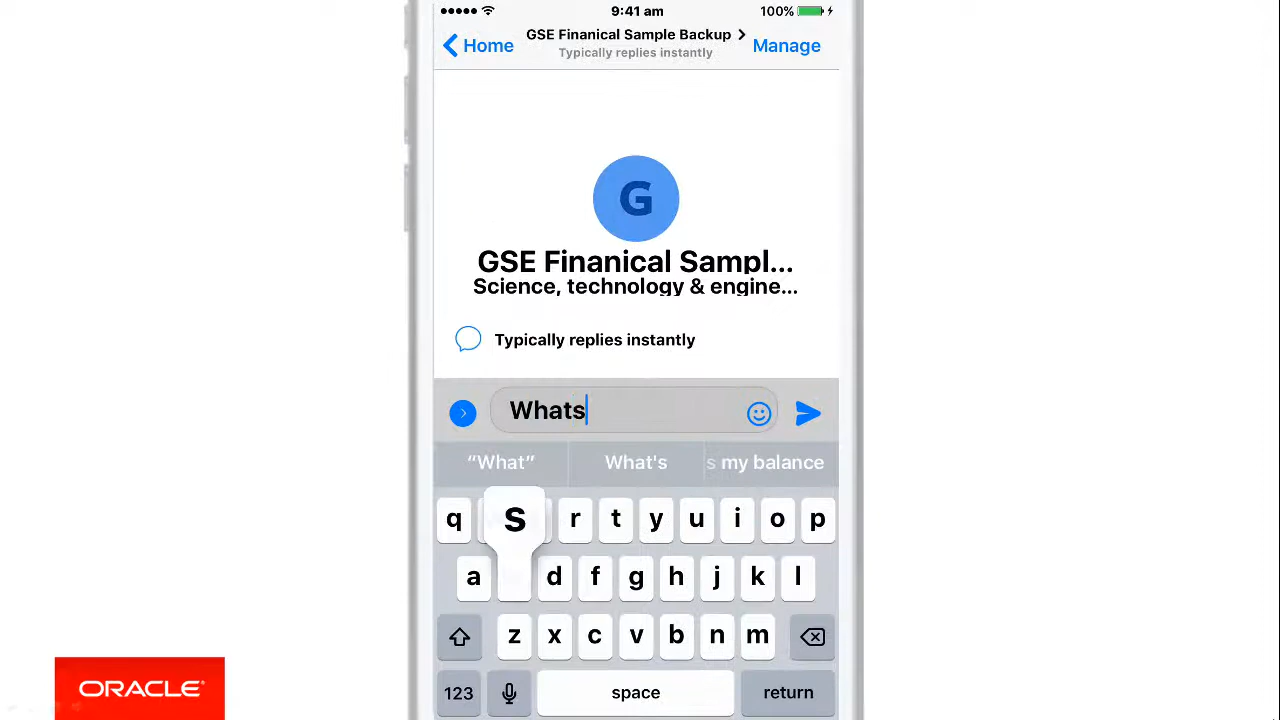 9:41 am
100%
Home
GSE Finanical Sample Backup
Typically replies instantly
Manage
G
GSE Finanical Sampl...
Science, technology & engine...
Typically replies instantly
Whats
“What” What's s my balance
q s r t y u i o p
a d f g h j k l
z x c v b n m
123 space return
ORACLE